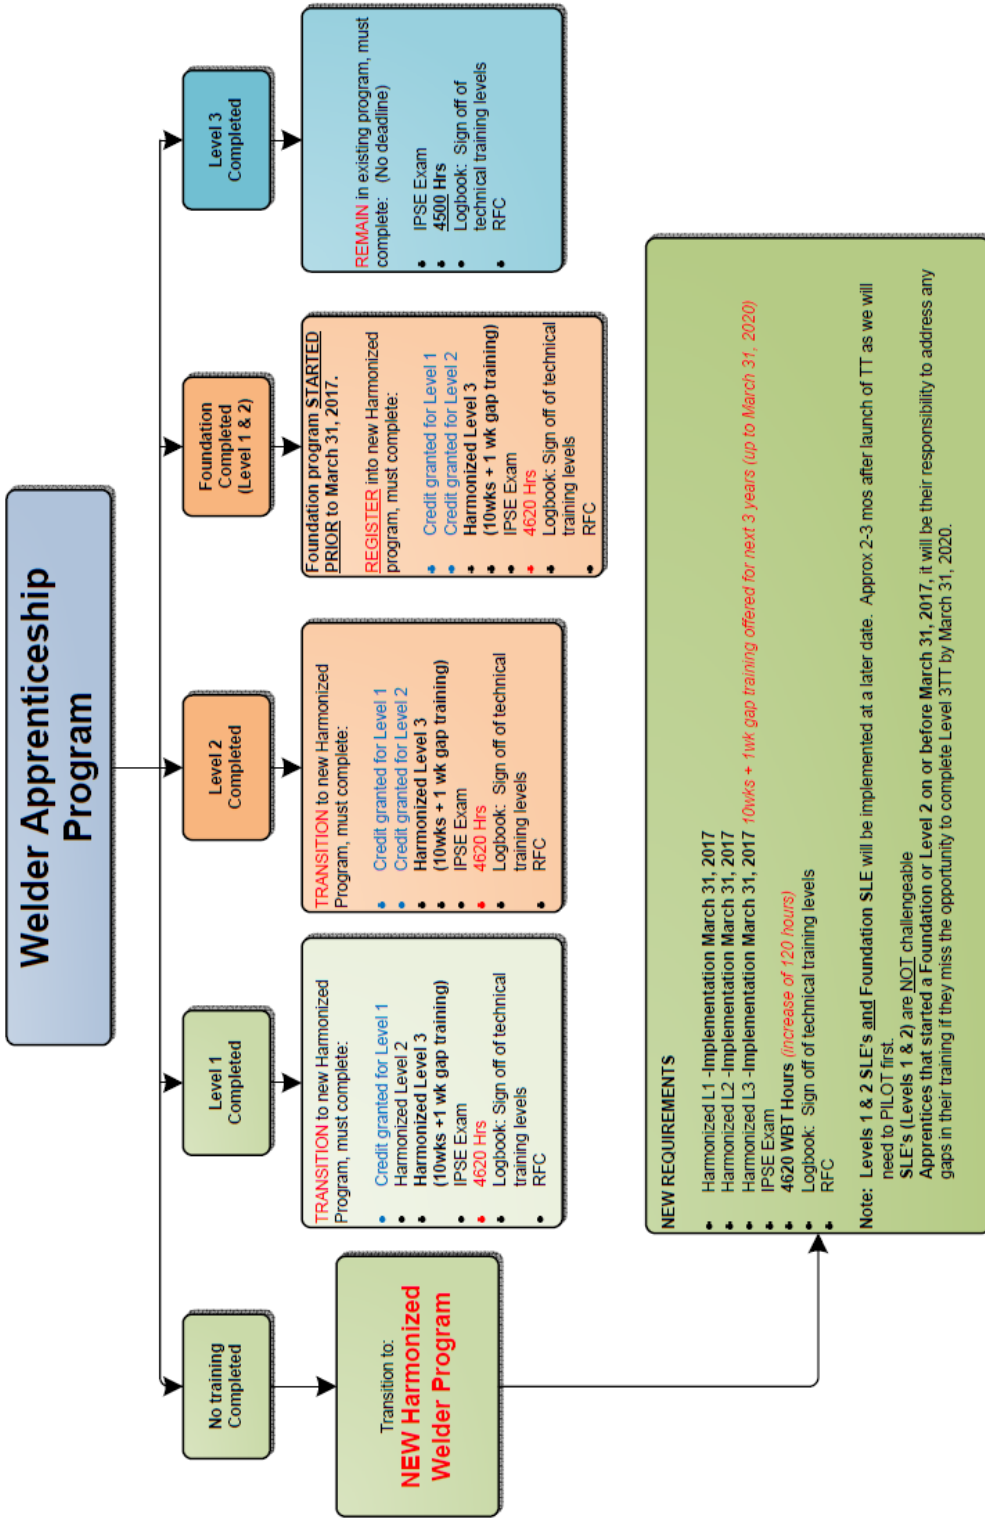 Welder Apprenticeship
Program
No training
Completed
Level 1
Completed
Level 2
Completed
Foundation
Completed
(Level 1 & 2)
Level 3
Completed
Transition to:
NEW Harmonized
Welder Program
TRANSITION to new Harmonized
Program, must complete:
Credit granted for Level 1
Harmonized Level 2
Harmonized Level 3
(10wks +1 wk gap training)
IPSE Exam
4620 Hrs
Logbook: Sign off of technical
training levels
RFC
TRANSITION to new Harmonized
Program, must complete:
Credit granted for Level 1
Credit granted for Level 2
Harmonized Level 3
(10wks + 1 wk gap training)
IPSE Exam
4620 Hrs
Logbook: Sign off of technical
training levels
RFC
Foundation program STARTED
PRIOR to March 31, 2017.
REGISTER into new Harmonized
program, must complete:
Credit granted for Level 1
Credit granted for Level 2
Harmonized Level 3
(10wks + 1 wk gap training)
IPSE Exam
4620 Hrs
Logbook: Sign off of technical
training levels
RFC
REMAIN in existing program, must
complete: (No deadline)
IPSE Exam
4500 Hrs
Logbook: Sign off of
technical training levels
RFC
NEW REQUIREMENTS
Harmonized L1 -Implementation March 31, 2017
Harmonized L2 -Implementation March 31, 2017
Harmonized L3 -Implementation March 31, 2017 10wks + 1wk gap training offered for next 3 years (up to March 31, 2020)
IPSE Exam
4620 WBT Hours (increase of 120 hours)
Logbook: Sign off of technical training levels
RFC
Note: Levels 1 & 2 SLE's and Foundation SLE will be implemented at a later date. Approx 2-3 mos after launch of TT as we will
need to PILOT first.
SLE's (Levels 1 & 2) are NOT challengeable
Apprentices that started a Foundation or Level 2 on or before March 31, 2017, it will be their responsibility to address any
gaps in their training if they miss the opportunity to complete Level 3TT by March 31, 2020.